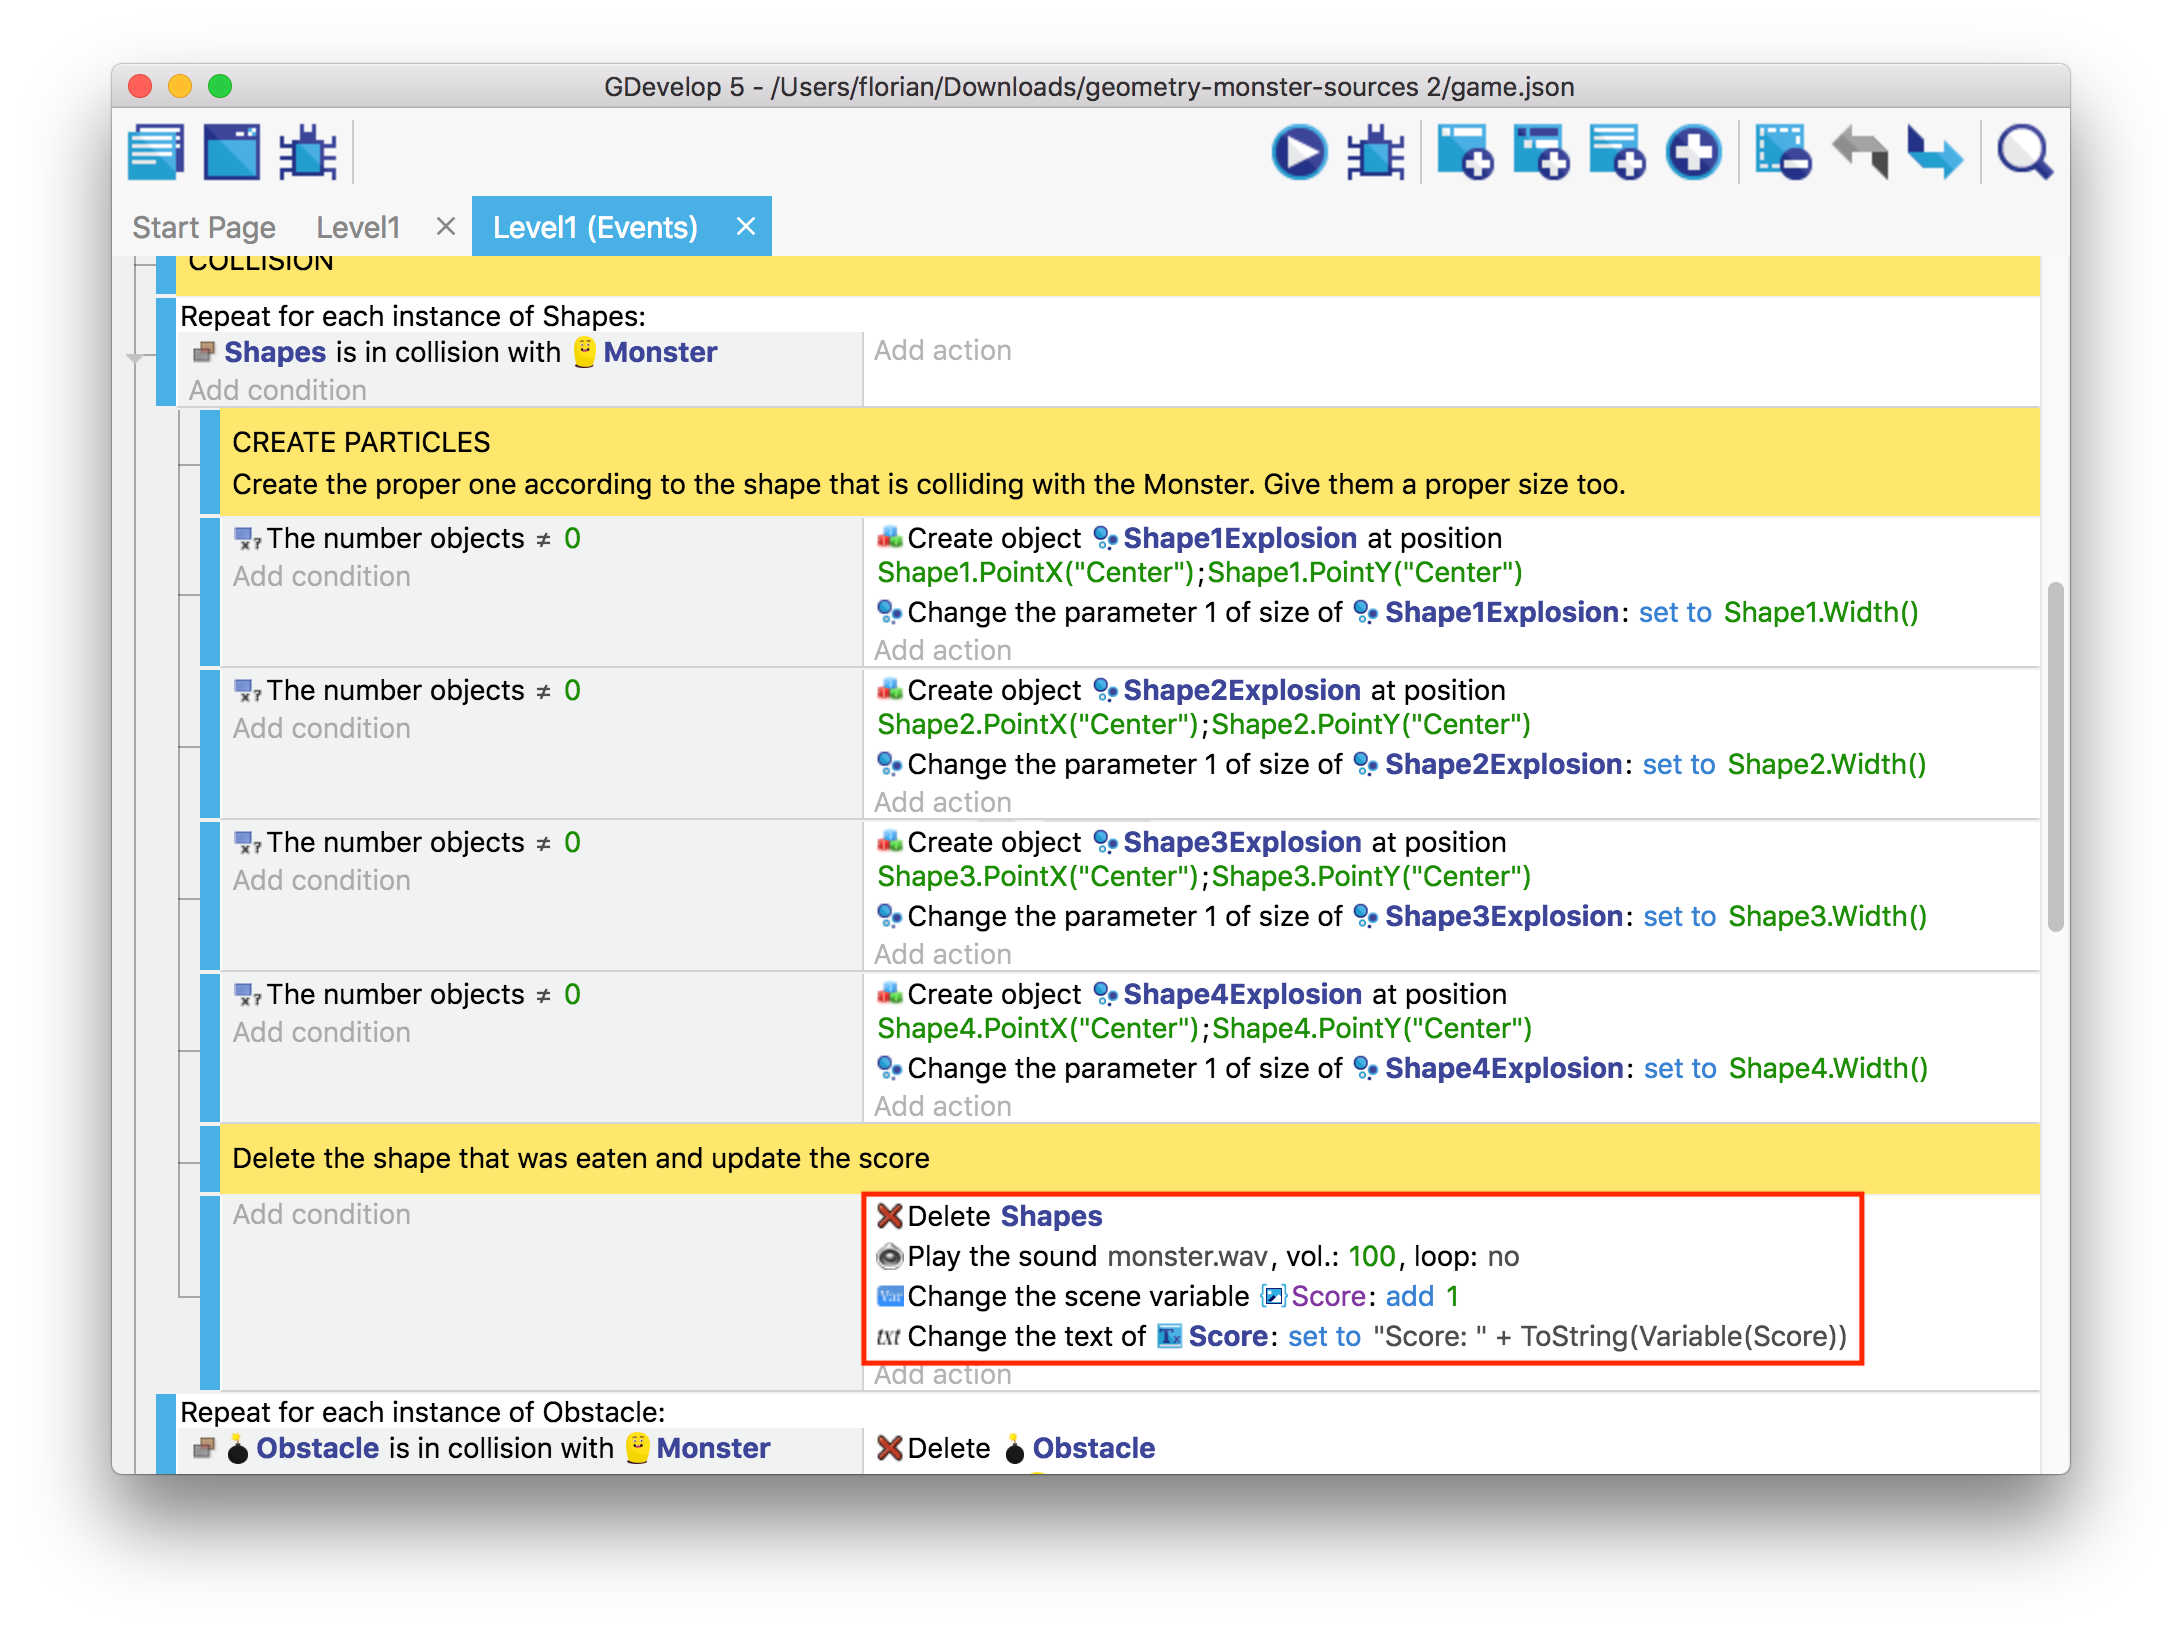 GDevelop 5 - /Users/florian/Downloads/geometry-monster-sources 2/game.json
Start Page Level1 × Level1 (Events) ×
COLLISION
Repeat for each instance of Shapes:
Shapes is in collision with Monster
Add condition
Add action
CREATE PARTICLES
Create the proper one according to the shape that is colliding with the Monster. Give them a proper size too.
The number objects ≠ 0
Add condition
Create object Shape1Explosion at position
Shape1.PointX("Center");Shape1.PointY("Center")
Change the parameter 1 of size of Shape1Explosion: set to Shape1.Width()
Add action
The number objects ≠ 0
Add condition
Create object Shape2Explosion at position
Shape2.PointX("Center");Shape2.PointY("Center")
Change the parameter 1 of size of Shape2Explosion: set to Shape2.Width()
Add action
The number objects ≠ 0
Add condition
Create object Shape3Explosion at position
Shape3.PointX("Center");Shape3.PointY("Center")
Change the parameter 1 of size of Shape3Explosion: set to Shape3.Width()
Add action
The number objects ≠ 0
Add condition
Create object Shape4Explosion at position
Shape4.PointX("Center");Shape4.PointY("Center")
Change the parameter 1 of size of Shape4Explosion: set to Shape4.Width()
Add action
Delete the shape that was eaten and update the score
Add condition
Delete Shapes
Play the sound monster.wav, vol.: 100, loop: no
Var Change the scene variable Score: add 1
txt Change the text of Tx Score: set to "Score: " + ToString(Variable(Score))
Add action
Repeat for each instance of Obstacle:
Obstacle is in collision with Monster
Delete Obstacle